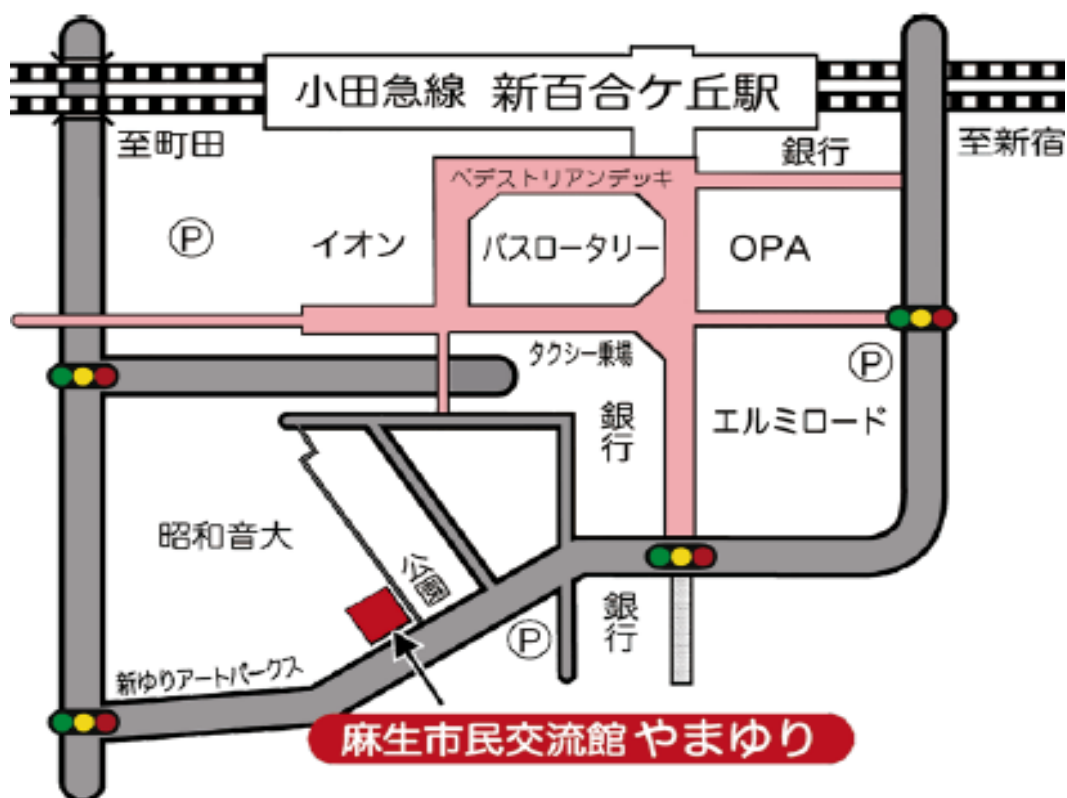 小田急線 新百合ケ丘駅
至町田
至新宿
銀行
ペデストリアンデッキ
P
イオン
バスロータリー
OPA
タクシー乗場
P
銀行
エルミロード
昭和音大
公園
銀行
P
新ゆりアートパークス
麻生市民交流館 やまゆり